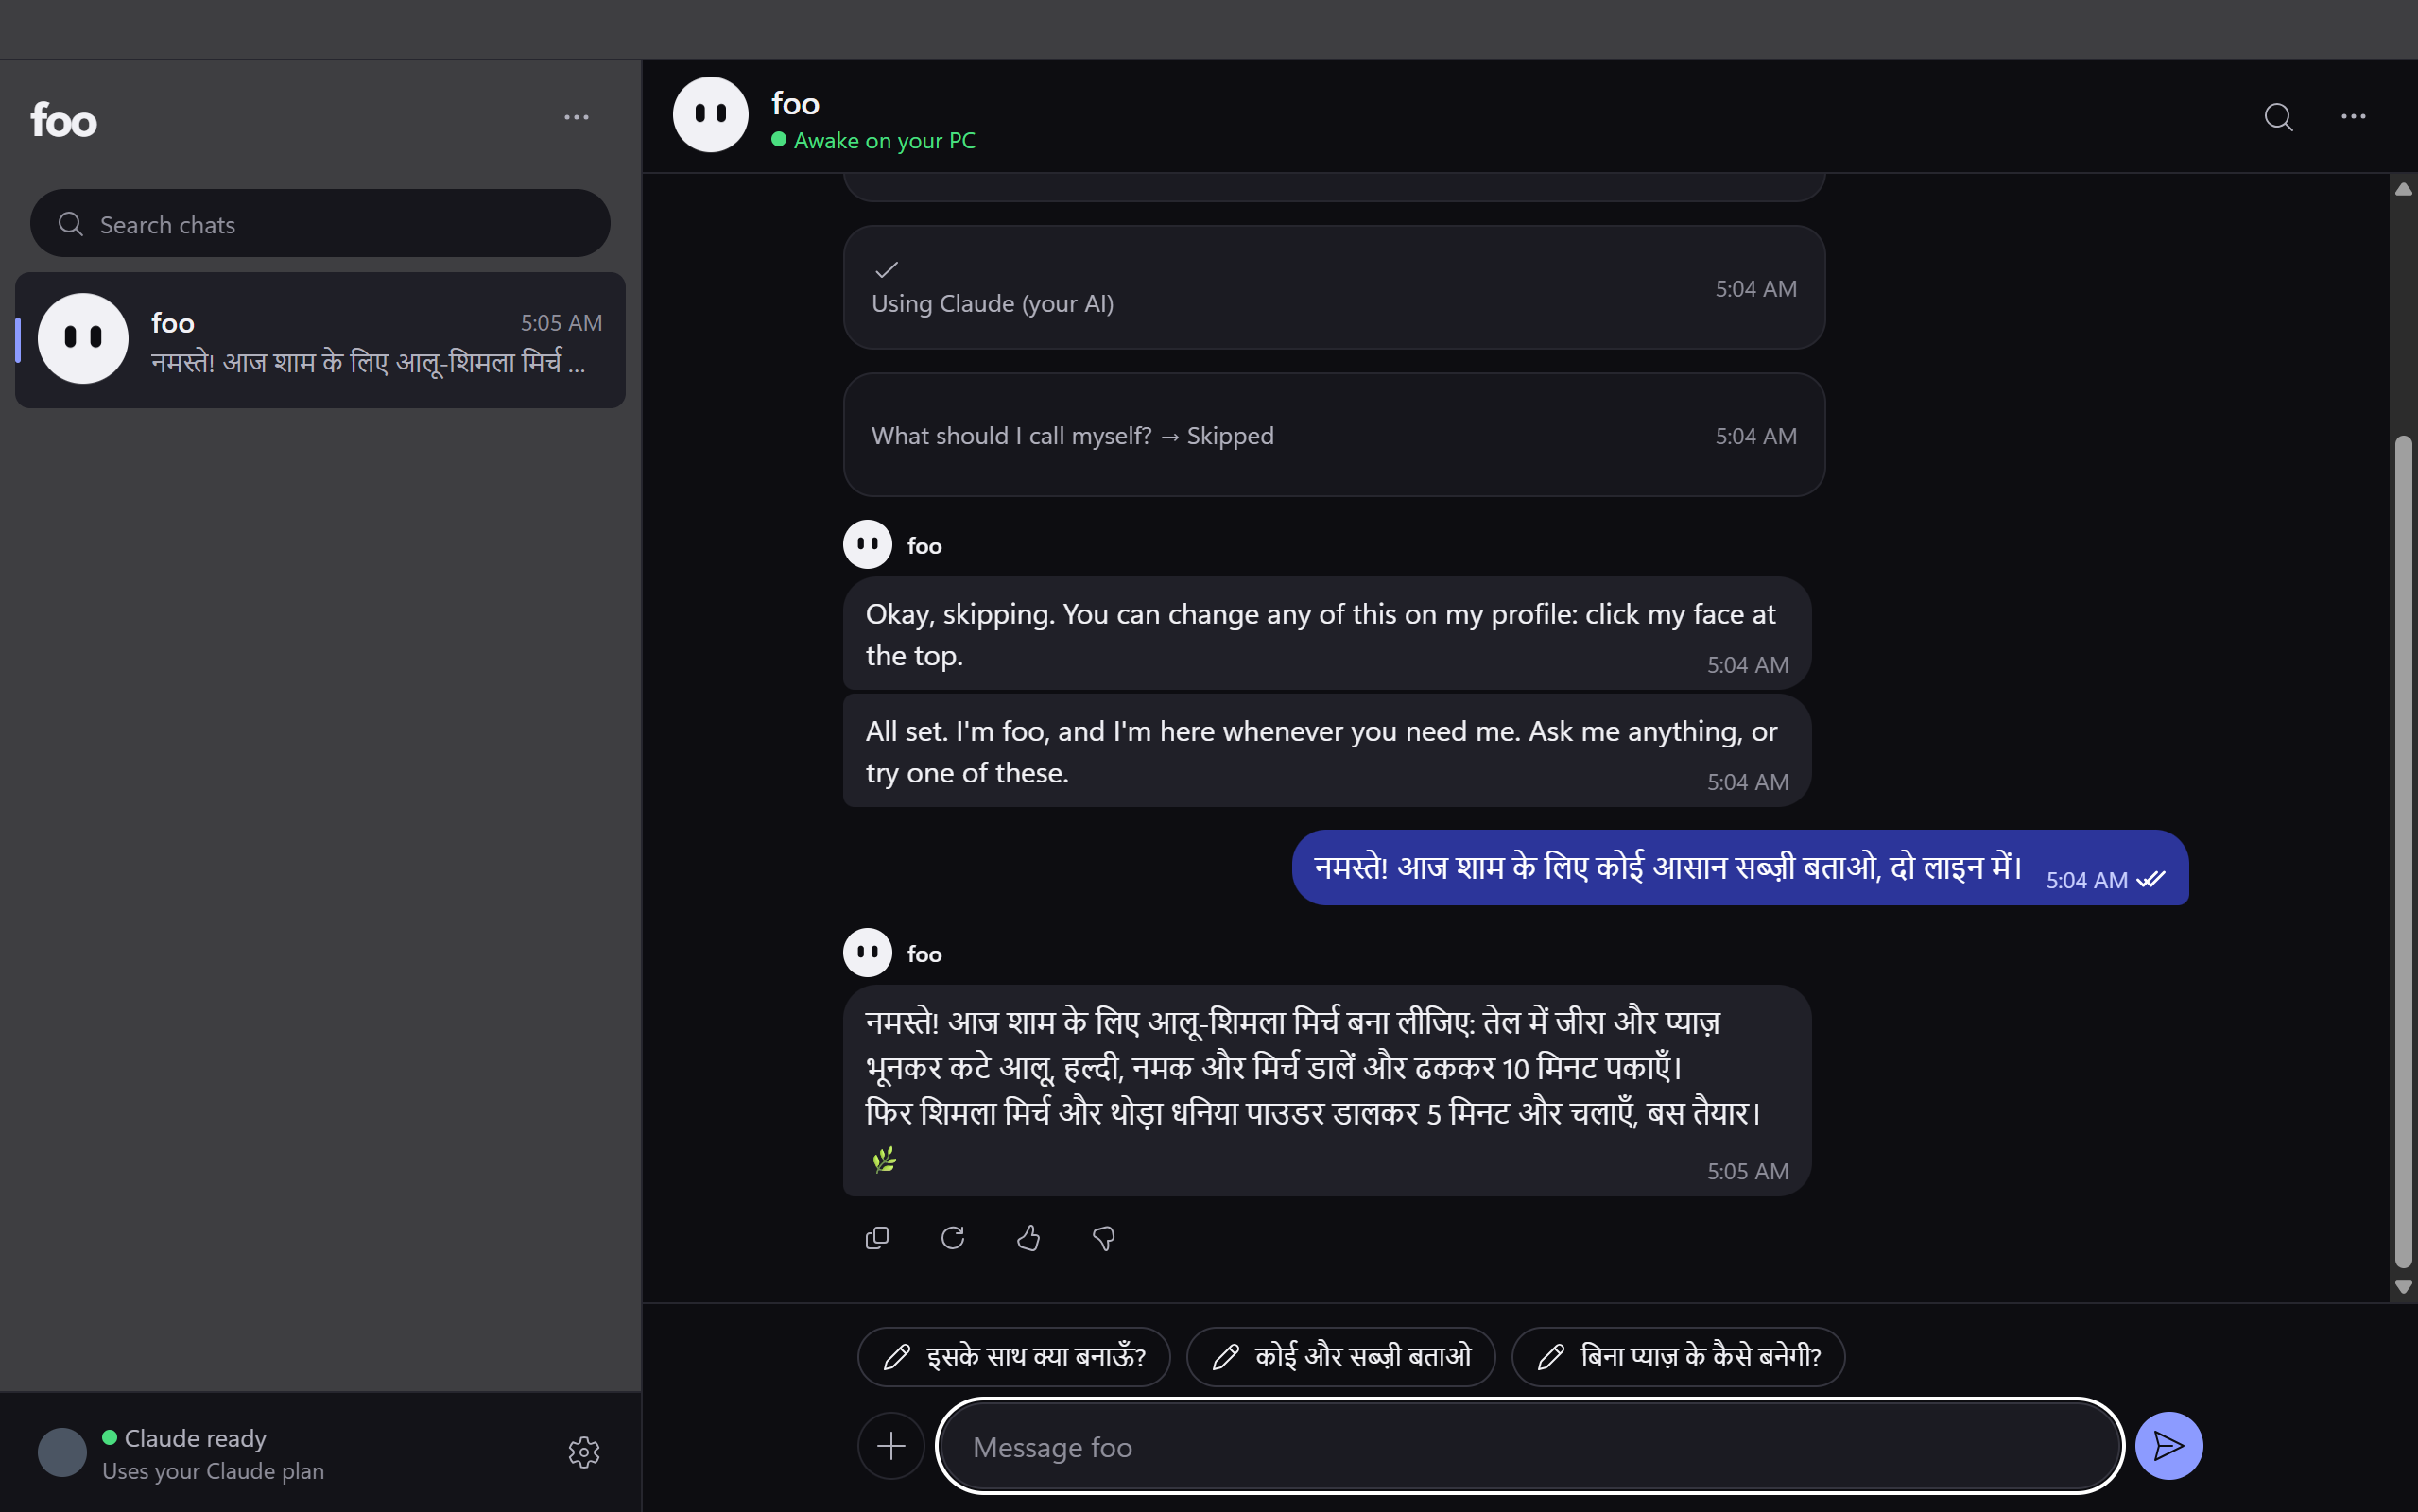 foo
Search chats
foo
5:05 AM
नमस्ते! आज शाम के लिए आलू-शिमला मिर्च ...
Claude ready
Uses your Claude plan
foo
Awake on your PC
Using Claude (your AI)
5:04 AM
What should I call myself? → Skipped
5:04 AM
foo
Okay, skipping. You can change any of this on my profile: click my face at
the top.
5:04 AM
All set. I'm foo, and I'm here whenever you need me. Ask me anything, or
try one of these.
5:04 AM
नमस्ते! आज शाम के लिए कोई आसान सब्ज़ी बताओ, दो लाइन में।
5:04 AM
foo
नमस्ते! आज शाम के लिए आलू-शिमला मिर्च बना लीजिए: तेल में जीरा और प्याज़
भूनकर कटे आलू, हल्दी, नमक और मिर्च डालें और ढककर 10 मिनट पकाएँ।
फिर शिमला मिर्च और थोड़ा धनिया पाउडर डालकर 5 मिनट और चलाएँ, बस तैयार।
🌿
5:05 AM
इसके साथ क्या बनाऊँ?
कोई और सब्ज़ी बताओ
बिना प्याज़ के कैसे बनेगी?
Message foo